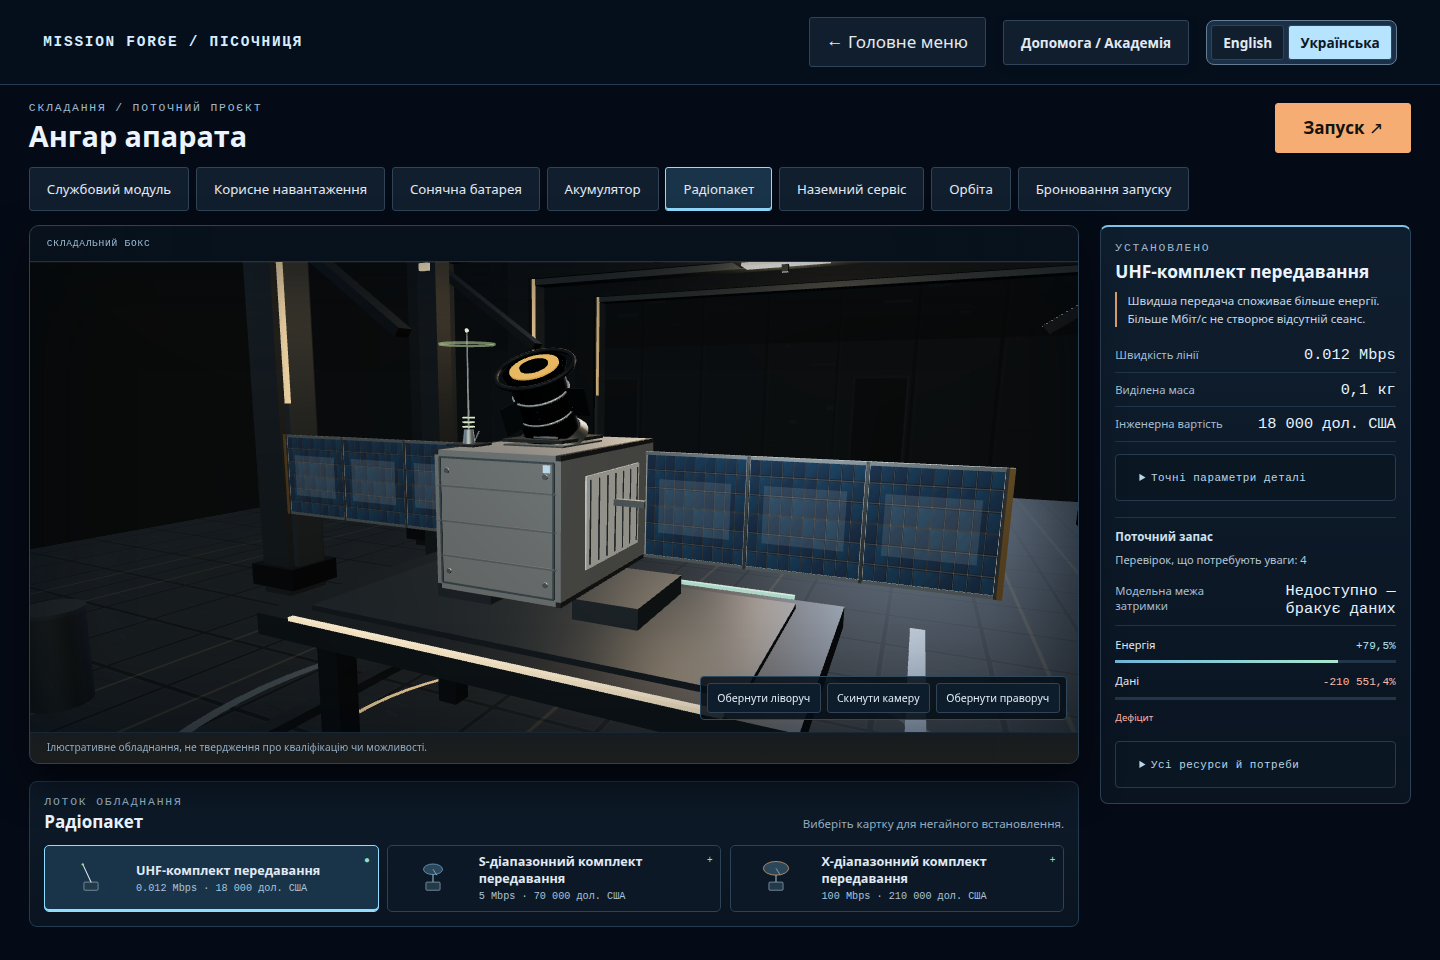 MISSION FORGE / ПІСОЧНИЦЯ
← Головне меню
Допомога / Академія
English
Українська
СКЛАДАННЯ / ПОТОЧНИЙ ПРОЄКТ
Ангар апарата
Запуск ↗
Службовий модуль
Корисне навантаження
Сонячна батарея
Акумулятор
Радіопакет
Наземний сервіс
Орбіта
Бронювання запуску
СКЛАДАЛЬНИЙ БОКС
Обернути ліворуч
Скинути камеру
Обернути праворуч
Ілюстративне обладнання, не твердження про кваліфікацію чи можливості.
УСТАНОВЛЕНО
UHF-комплект передавання
Швидша передача споживає більше енергії.
Більше Мбіт/с не створює відсутній сеанс.
Швидкість лінії 0.012 Mbps
Виділена маса 0,1 кг
Інженерна вартість 18 000 дол. США
▶ Точні параметри деталі
Поточний запас
Перевірок, що потребують уваги: 4
Модельна межа затримки
Недоступно — бракує даних
Енергія +79,5%
Дані -210 551,4%
Дефіцит
▶ Усі ресурси й потреби
ЛОТОК ОБЛАДНАННЯ
Радіопакет
Виберіть картку для негайного встановлення.
UHF-комплект передавання
0.012 Mbps · 18 000 дол. США
S-діапазонний комплект
передавання
5 Mbps · 70 000 дол. США
+
X-діапазонний комплект
передавання
100 Mbps · 210 000 дол. США
+